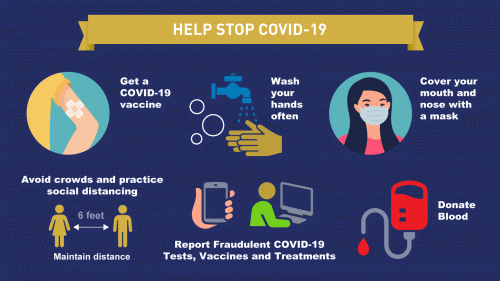 HELP STOP COVID-19
Get a
COVID-19
vaccine
Wash
your
hands
often
Cover your
mouth and
nose with
a mask
Avoid crowds and practice
social distancing
6 feet
Maintain distance
Report Fraudulent COVID-19
Tests, Vaccines and Treatments
Donate
Blood